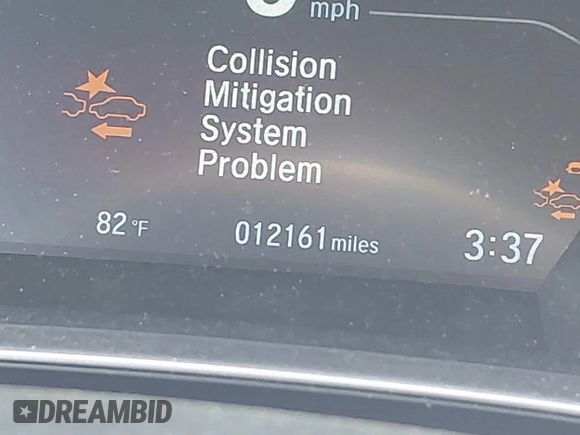 mph
Collision
Mitigation
System
Problem
82°F
012161 miles
3:37
DREAMBID